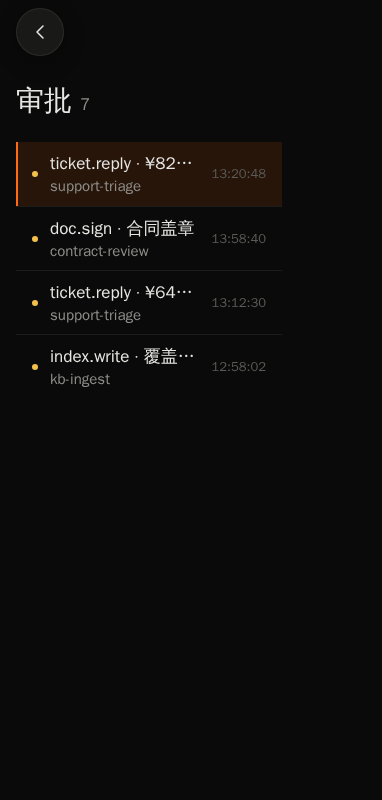 审批 7
ticket.reply · ¥82…
13:20:48
support-triage
doc.sign · 合同盖章
13:58:40
contract-review
ticket.reply · ¥64…
13:12:30
support-triage
index.write · 覆盖…
12:58:02
kb-ingest